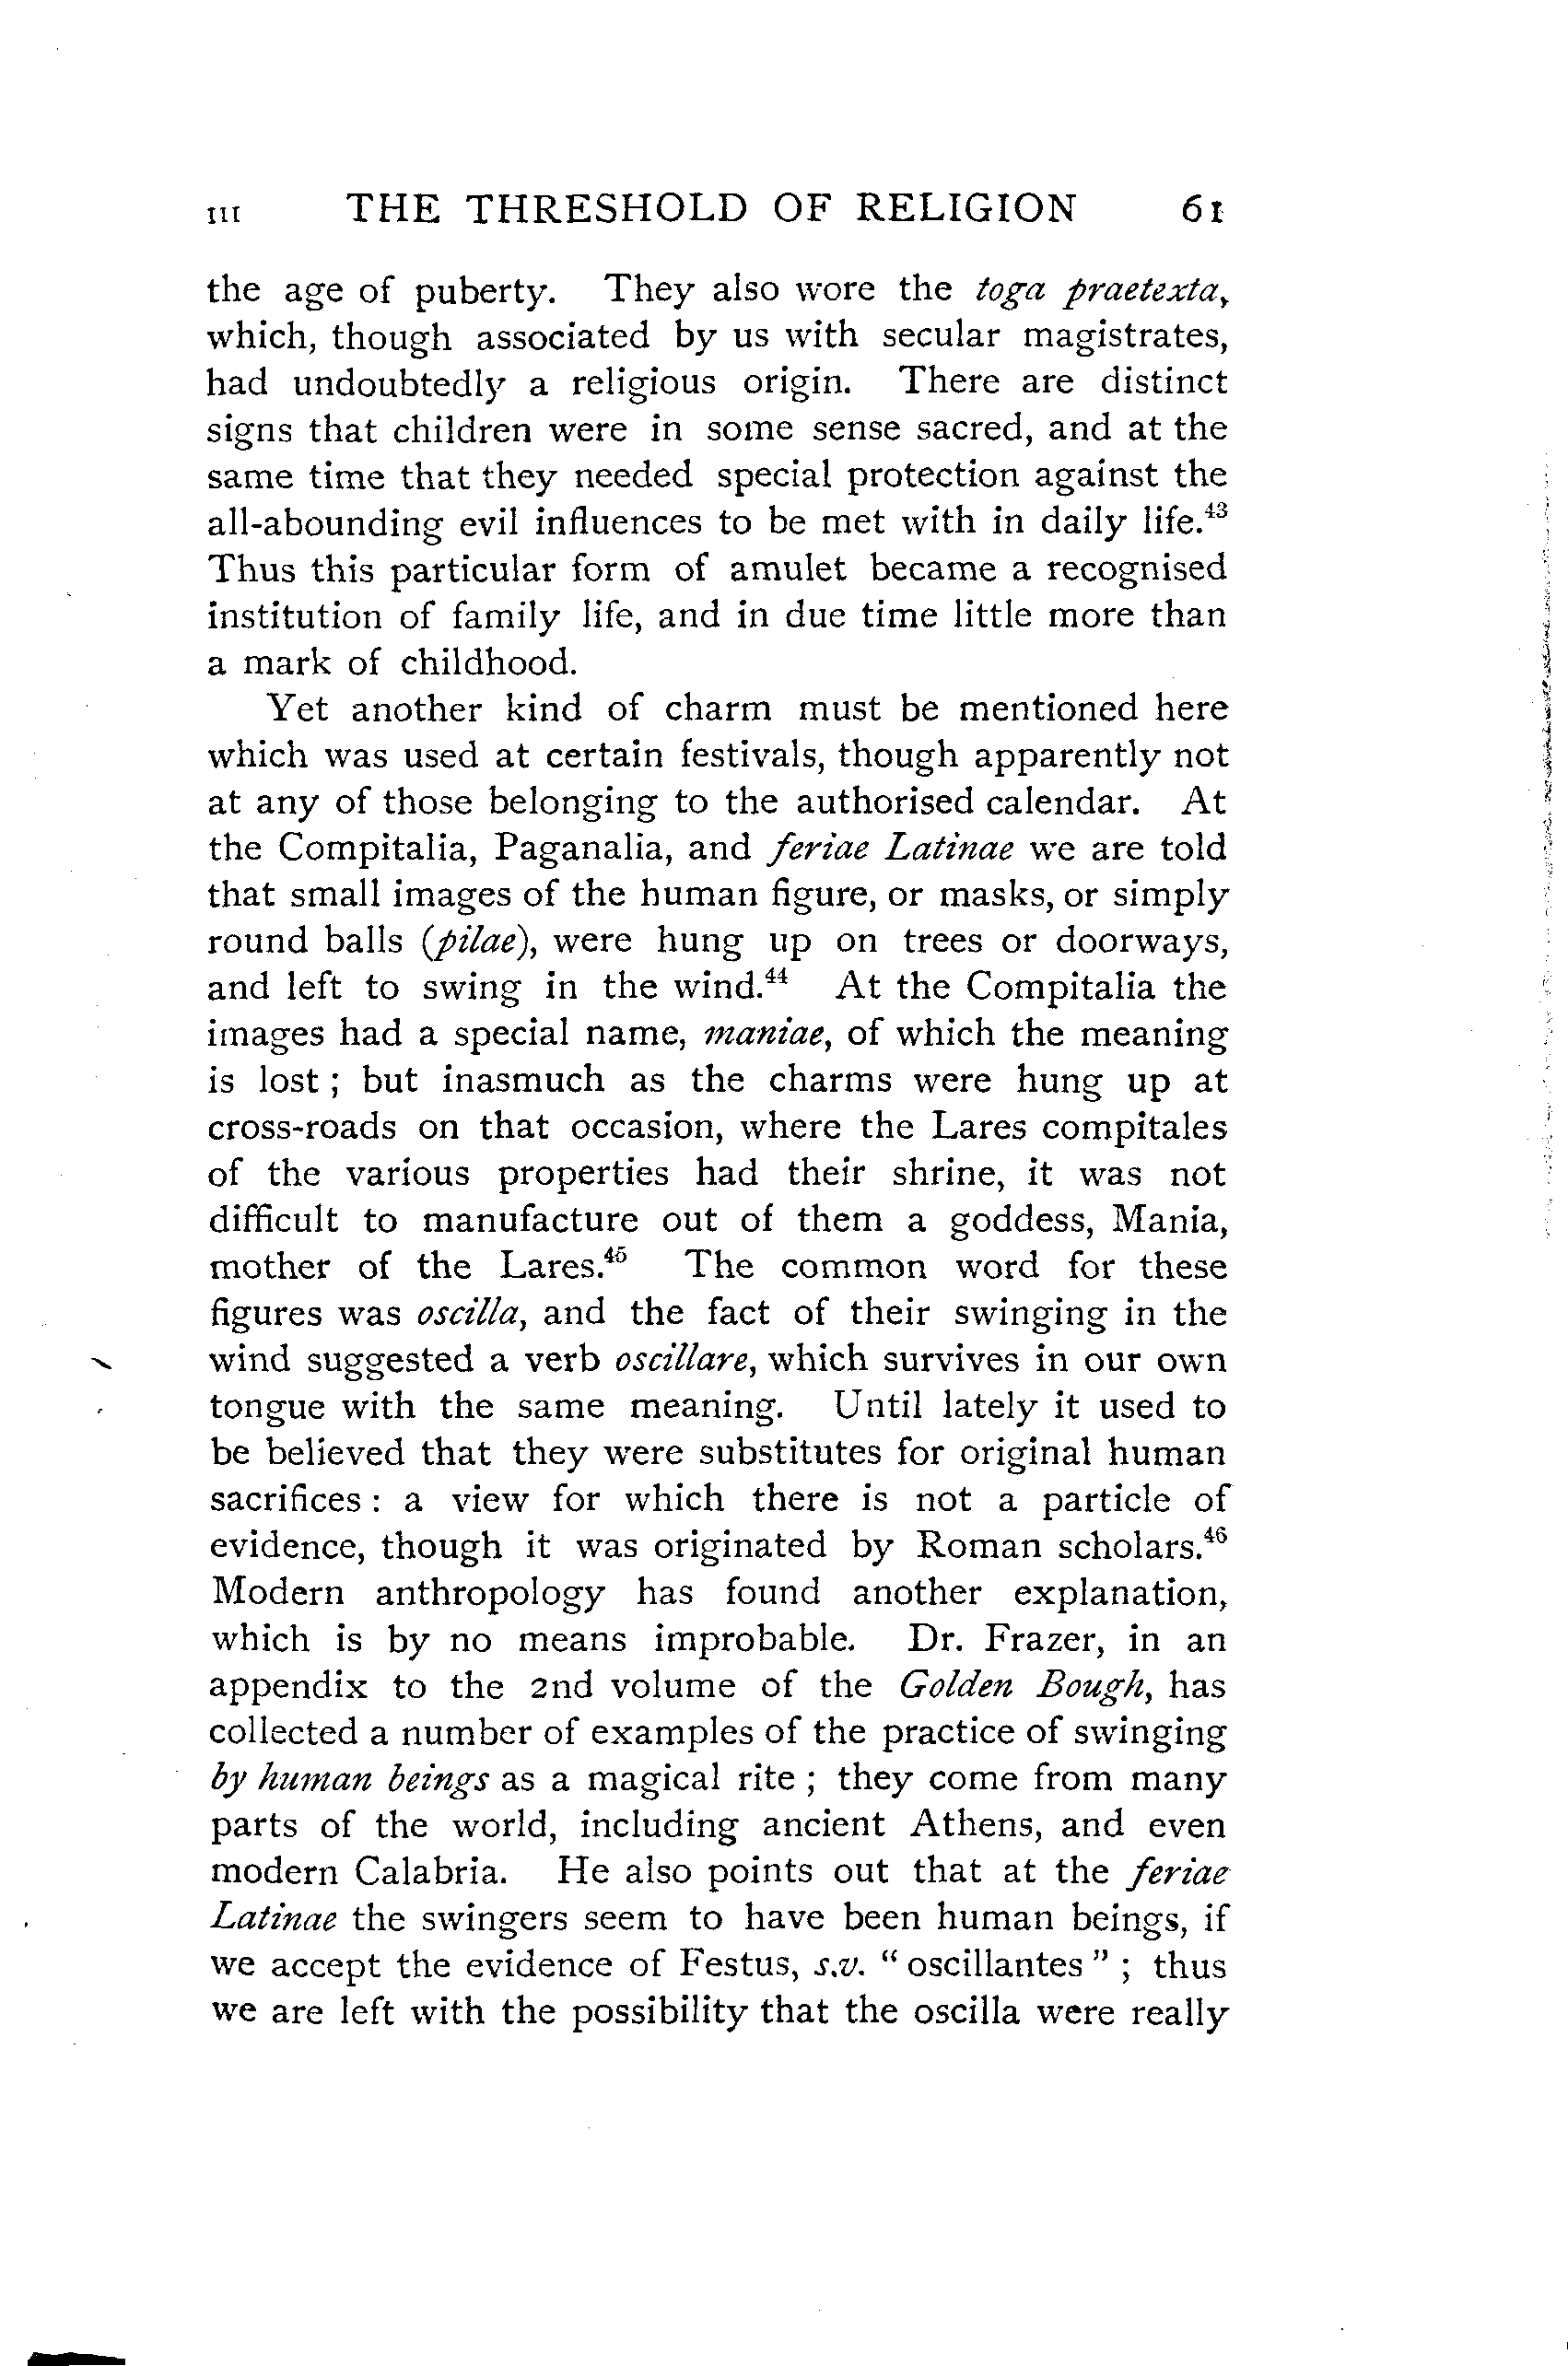 III THE THRESHOLD OF RELIGION 61
the age of puberty. They also wore the toga praetexta,
which, though associated by us with secular magistrates,
had undoubtedly a religious origin. There are distinct
signs that children were in some sense sacred, and at the
same time that they needed special protection against the
all-abounding evil influences to be met with in daily life.⁴³
Thus this particular form of amulet became a recognised
institution of family life, and in due time little more than
a mark of childhood.
Yet another kind of charm must be mentioned here
which was used at certain festivals, though apparently not
at any of those belonging to the authorised calendar. At
the Compitalia, Paganalia, and feriae Latinae we are told
that small images of the human figure, or masks, or simply
round balls (pilae), were hung up on trees or doorways,
and left to swing in the wind.⁴⁴ At the Compitalia the
images had a special name, maniae, of which the meaning
is lost ; but inasmuch as the charms were hung up at
cross-roads on that occasion, where the Lares compitales
of the various properties had their shrine, it was not
difficult to manufacture out of them a goddess, Mania,
mother of the Lares.⁴⁵ The common word for these
figures was oscilla, and the fact of their swinging in the
wind suggested a verb oscillare, which survives in our own
tongue with the same meaning. Until lately it used to
be believed that they were substitutes for original human
sacrifices : a view for which there is not a particle of
evidence, though it was originated by Roman scholars.⁴⁶
Modern anthropology has found another explanation,
which is by no means improbable. Dr. Frazer, in an
appendix to the 2nd volume of the Golden Bough, has
collected a number of examples of the practice of swinging
by human beings as a magical rite ; they come from many
parts of the world, including ancient Athens, and even
modern Calabria. He also points out that at the feriae
Latinae the swingers seem to have been human beings, if
we accept the evidence of Festus, s.v. " oscillantes " ; thus
we are left with the possibility that the oscilla were really